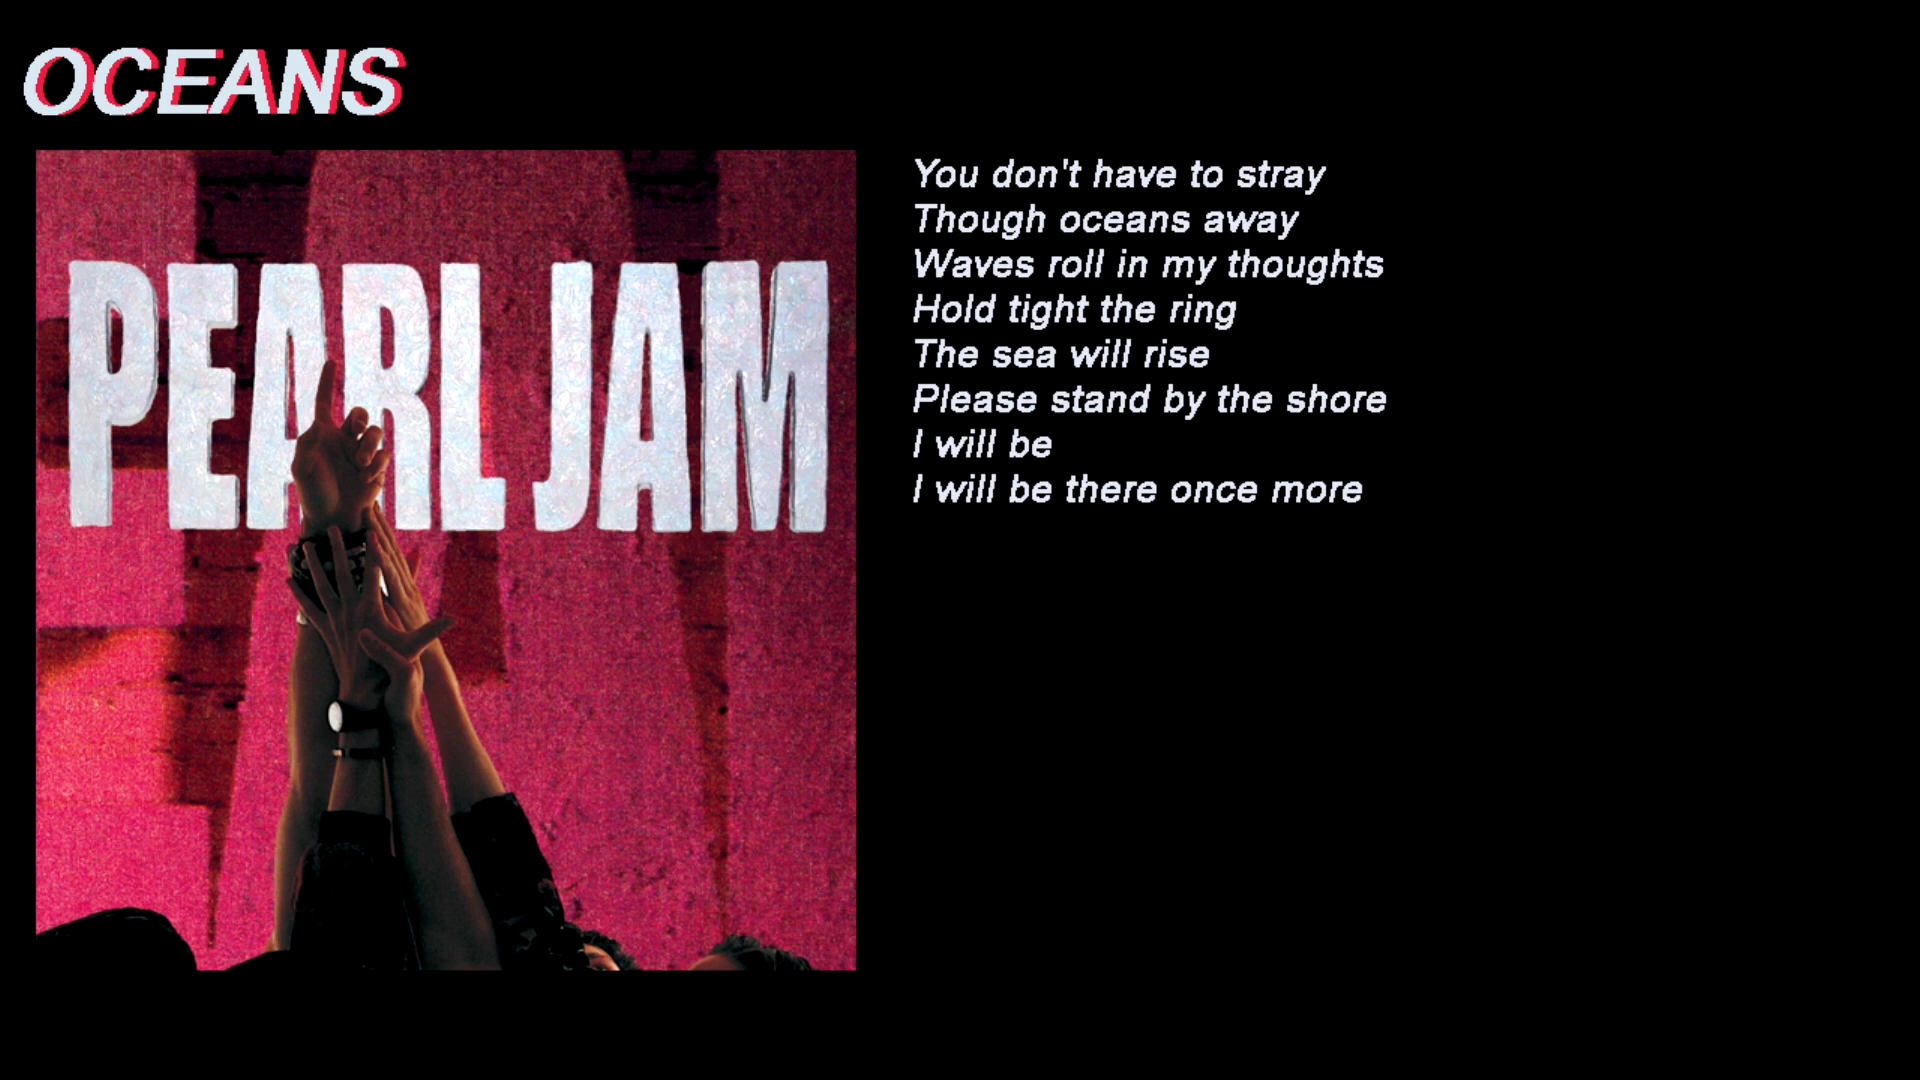 OCEANS
PEARL JAM
You don't have to stray
Though oceans away
Waves roll in my thoughts
Hold tight the ring
The sea will rise
Please stand by the shore
I will be
I will be there once more